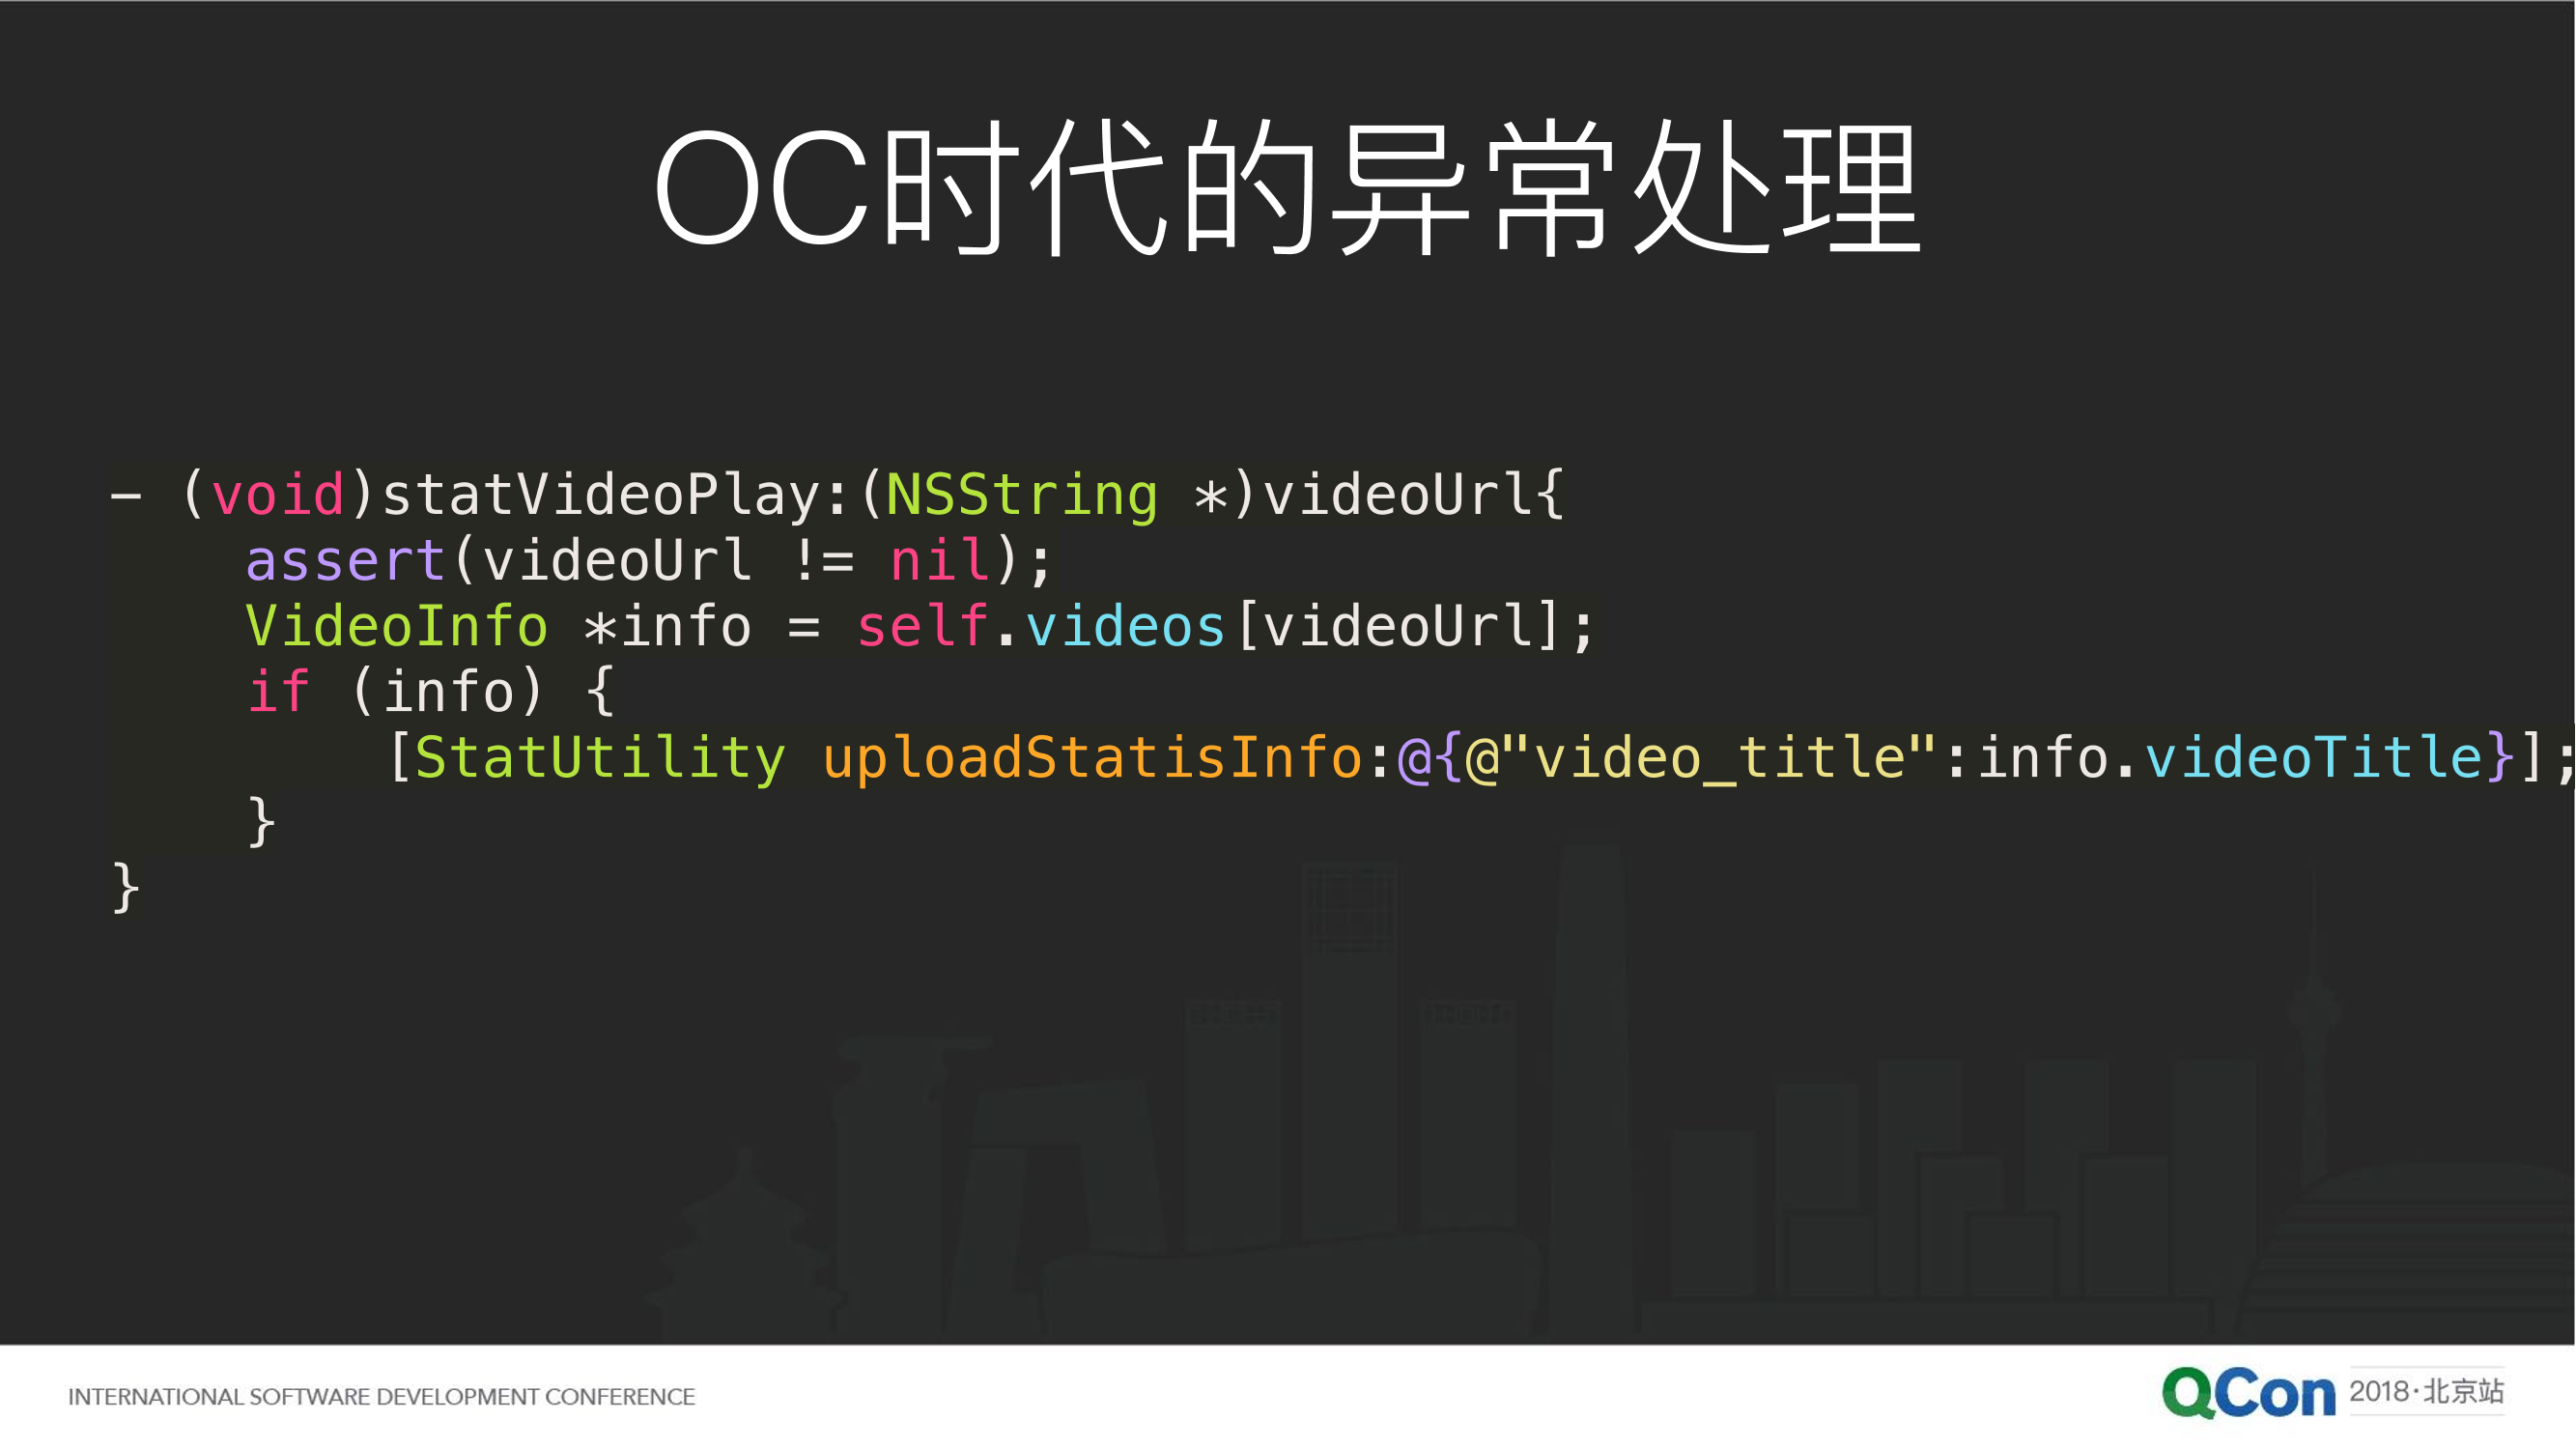 OC时代的异常处理
- (void)statVideoPlay:(NSString *)videoUrl{
    assert(videoUrl != nil);
    VideoInfo *info = self.videos[videoUrl];
    if (info) {
        [StatUtility uploadStatisInfo:@{@"video_title":info.videoTitle}];
    }
}
INTERNATIONAL SOFTWARE DEVELOPMENT CONFERENCE
QCon 2018·北京站